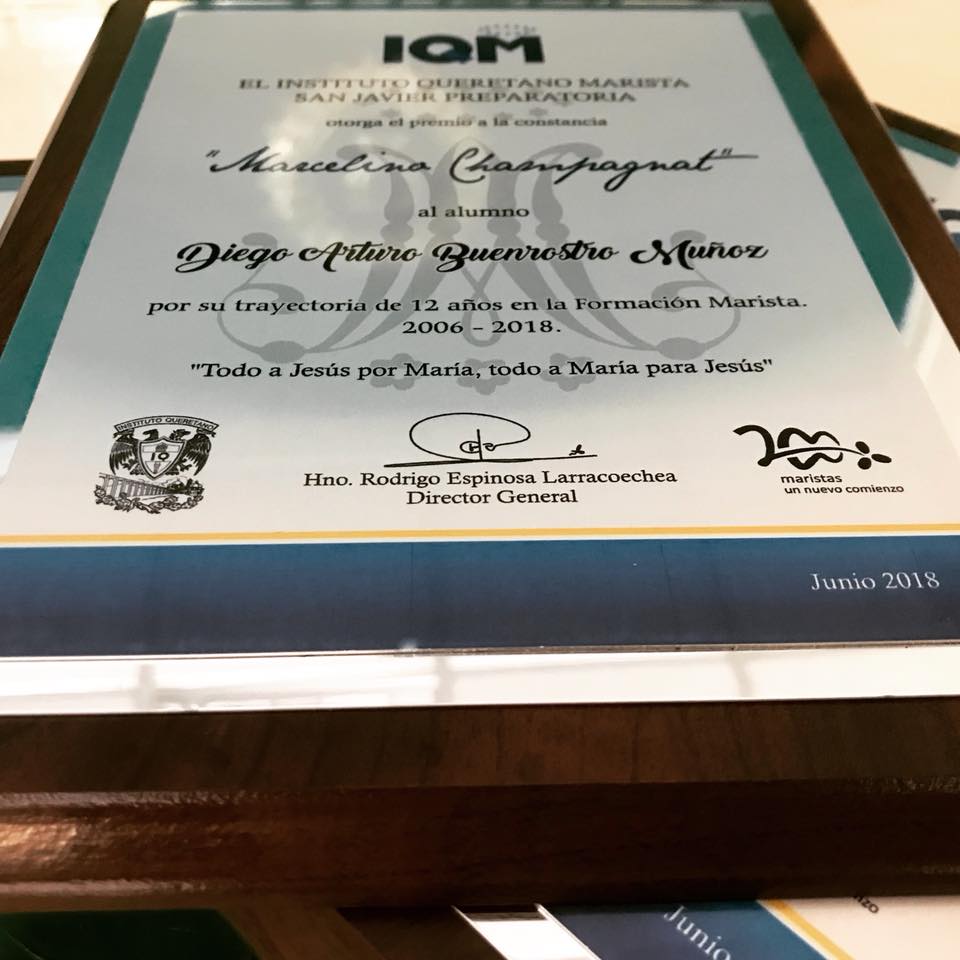 IQM
EL INSTITUTO QUERETANO MARISTA
SAN JAVIER PREPARATORIA
otorga el premio a la constancia
"Marcelino Champagnat"
al alumno
Diego Arturo Buenrostro Muñoz
por su trayectoria de 12 años en la Formación Marista.
2006 - 2018.
"Todo a Jesús por María, todo a María para Jesús"
INSTITUTO QUERETANO
IQ
Hno. Rodrigo Espinosa Larracoechea
Director General
maristas
un nuevo comienzo
Junio 2018
Junio